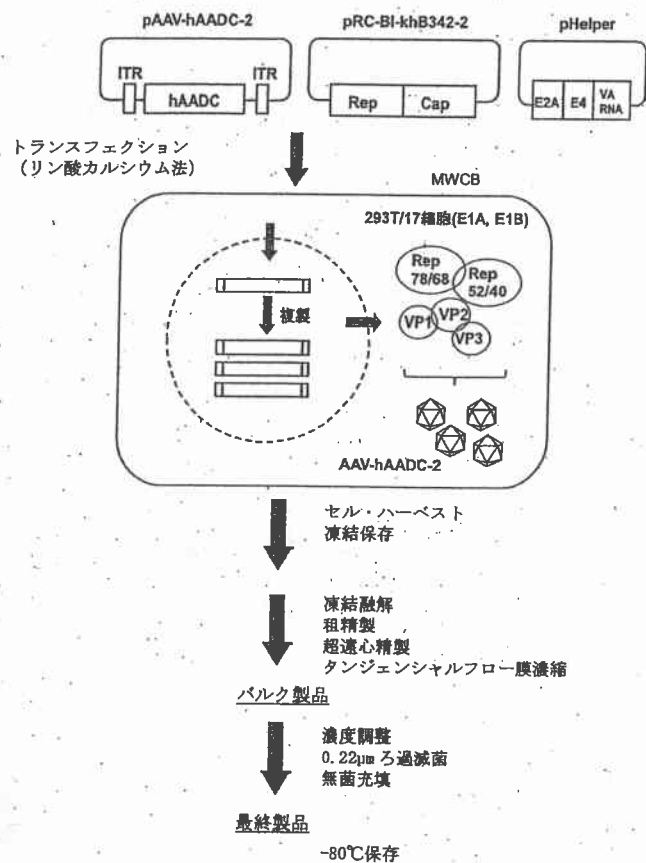 pAAV-hAADC-2
pRC-BI-khB342-2
pHelper
ITR
ITR
hAADC
Rep
Cap
E2A
E4
VA
RNA
トランスフェクション
(リン酸カルシウム法)
MWCB
293T/17細胞(E1A, E1B)
Rep
78/68
Rep
52/40
複製
VP1
VP2
VP3
AAV-hAADC-2
セル・ハーベスト
凍結保存
凍結融解
粗精製
超遠心精製
タンジェンシャルフロー膜濃縮
バルク製品
濃度調整
0.22μm ろ過滅菌
無菌充填
最終製品
-80℃保存